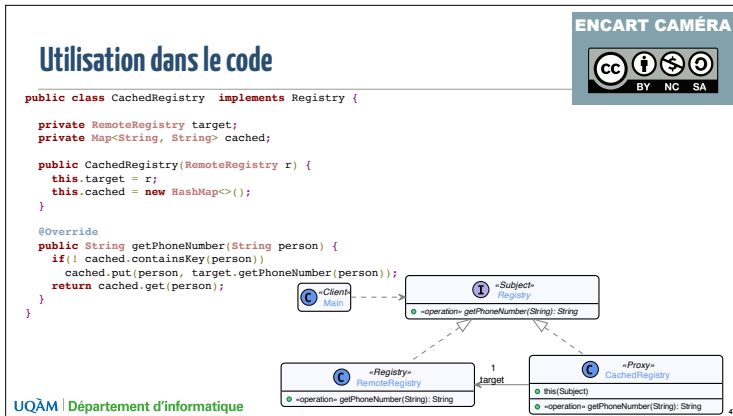 ENCART CAMÉRA
cc
BY NC SA
Utilisation dans le code
public class CachedRegistry  implements Registry {
  private RemoteRegistry target;
  private Map<String, String> cached;
  public CachedRegistry(RemoteRegistry r) {
    this.target = r;
    this.cached = new HashMap<>();
  }
  @Override
  public String getPhoneNumber(String person) {
    if(! cached.containsKey(person))
      cached.put(person, target.getPhoneNumber(person));
    return cached.get(person);
  }
}
C «Client»
Main
I «Subject»
Registry
«operation» getPhoneNumber(String): String
C «Registry»
RemoteRegistry
«operation» getPhoneNumber(String): String
1
target
C «Proxy»
CachedRegistry
this(Subject)
«operation» getPhoneNumber(String): String
UQÀM | Département d'informatique
4